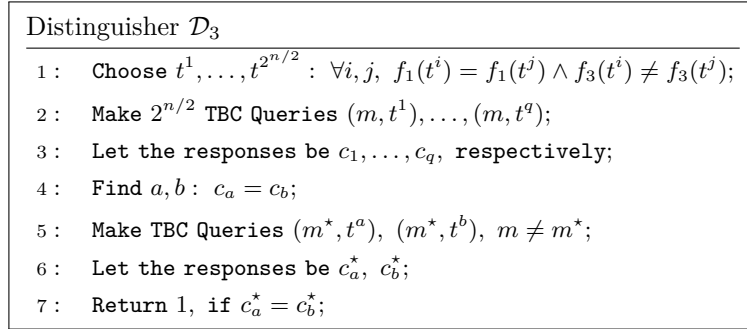 Distinguisher 𝒟₃
1 : Choose t¹, . . . , t^{2^{n/2}} : ∀i, j, f₁(tⁱ) = f₁(tʲ) ∧ f₃(tⁱ) ≠ f₃(tʲ);
2 : Make 2^{n/2} TBC Queries (m, t¹), . . . , (m, t^q);
3 : Let the responses be c₁, . . . , c_q, respectively;
4 : Find a, b : c_a = c_b;
5 : Make TBC Queries (m⋆, tᵃ), (m⋆, tᵇ), m ≠ m⋆;
6 : Let the responses be c⋆_a, c⋆_b;
7 : Return 1, if c⋆_a = c⋆_b;